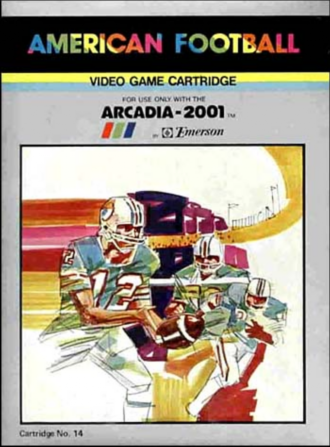 AMERICAN FOOTBALL
VIDEO GAME CARTRIDGE
FOR USE ONLY WITH THE
ARCADIA-2001 TM
BY Emerson
12
Cartridge No. 14